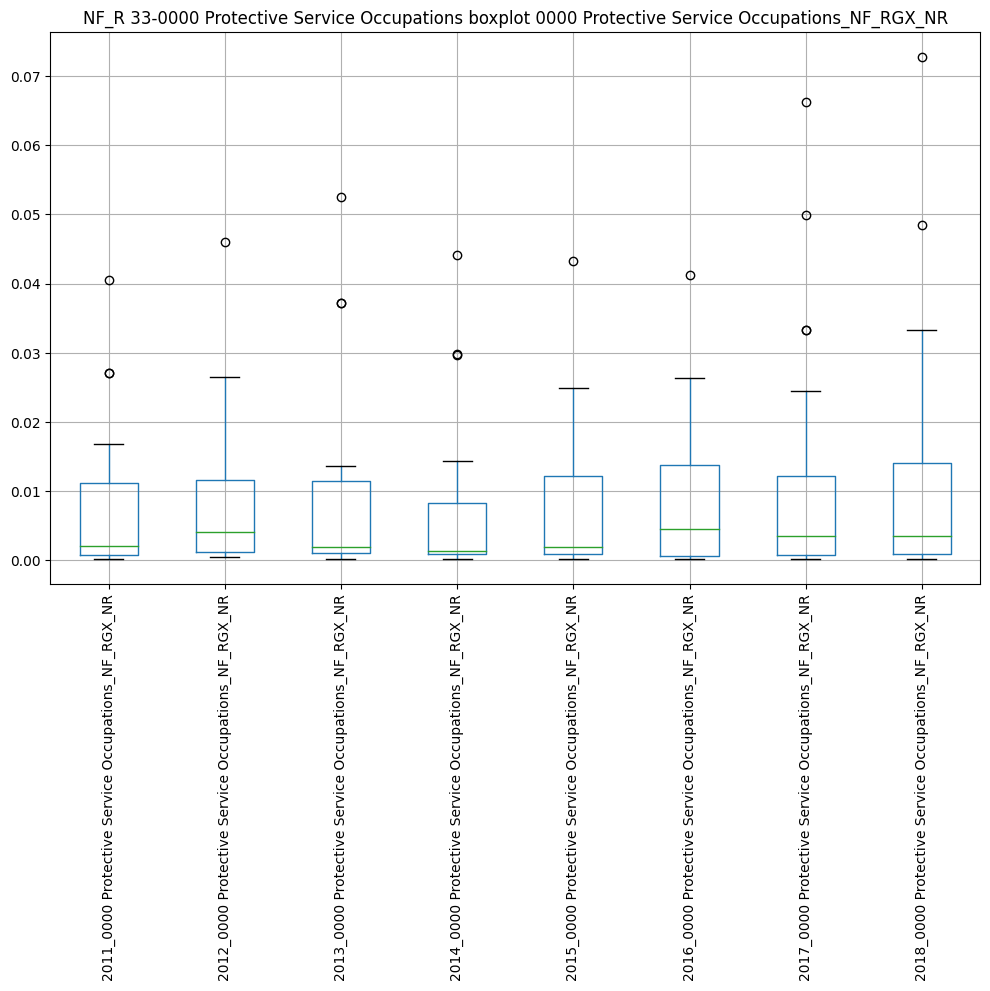 NF_R 33-0000 Protective Service Occupations boxplot 0000 Protective Service Occupations_NF_RGX_NR
0.07
0.06
0.05
0.04
0.03
0.02
0.01
0.00
2011_0000 Protective Service Occupations_NF_RGX_NR
2012_0000 Protective Service Occupations_NF_RGX_NR
2013_0000 Protective Service Occupations_NF_RGX_NR
2014_0000 Protective Service Occupations_NF_RGX_NR
2015_0000 Protective Service Occupations_NF_RGX_NR
2016_0000 Protective Service Occupations_NF_RGX_NR
2017_0000 Protective Service Occupations_NF_RGX_NR
2018_0000 Protective Service Occupations_NF_RGX_NR